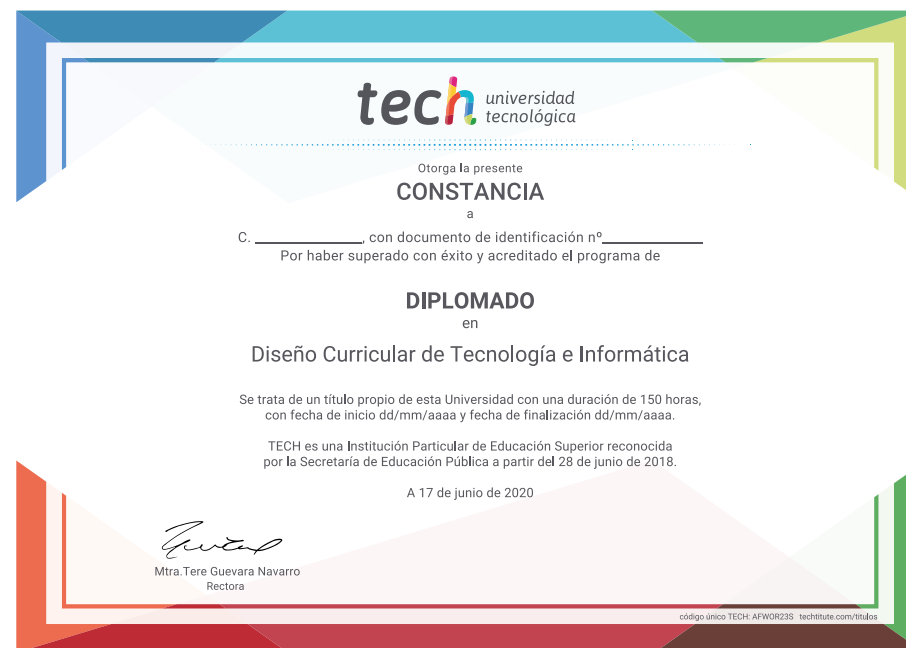 tech universidad
tecnológica
Otorga la presente
CONSTANCIA
a
C. ____________, con documento de identificación nº____________
Por haber superado con éxito y acreditado el programa de
DIPLOMADO
en
Diseño Curricular de Tecnología e Informática
Se trata de un título propio de esta Universidad con una duración de 150 horas,
con fecha de inicio dd/mm/aaaa y fecha de finalización dd/mm/aaaa.
TECH es una Institución Particular de Educación Superior reconocida
por la Secretaría de Educación Pública a partir del 28 de junio de 2018.
A 17 de junio de 2020
Mtra.Tere Guevara Navarro
Rectora
código único TECH: AFWOR23S techtitute.com/titulos